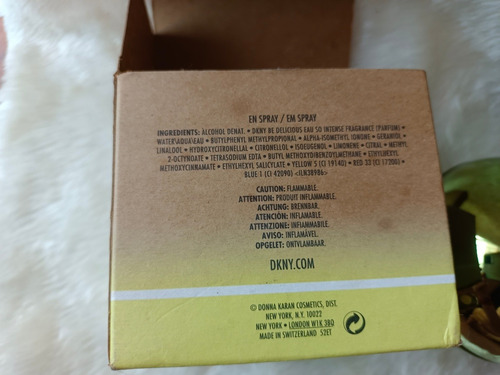 EN SPRAY / EM SPRAY
INGREDIENTS: ALCOHOL DENAT. • DKNY BE DELICIOUS EAU SO INTENSE FRAGRANCE (PARFUM) •
WATER\AQUA\EAU • BUTYLPHENYL METHYLPROPIONAL • ALPHA-ISOMETHYL IONONE • GERANIOL •
LINALOOL • HYDROXYCITRONELLAL • CITRONELLOL • ISOEUGENOL • LIMONENE • CITRAL • METHYL
2-OCTYNOATE • TETRASODIUM EDTA • BUTYL METHOXYDIBENZOYLMETHANE • ETHYLHEXYL
METHOXYCINNAMATE • ETHYLHEXYL SALICYLATE • YELLOW 5 (CI 19140) • RED 33 (CI 17200) •
BLUE 1 (CI 42090) <ILN38986>
CAUTION: FLAMMABLE.
ATTENTION: PRODUIT INFLAMMABLE.
ACHTUNG: BRENNBAR.
ATENCIÓN: INFLAMABLE.
ATTENZIONE: INFIAMMABILE.
AVISO: INFLAMÁVEL.
OPGELET: ONTVLAMBAAR.
DKNY.COM
© DONNA KARAN COSMETICS, DIST.
NEW YORK, N.Y. 10022
NEW YORK • LONDON W1K 3BQ
MADE IN SWITZERLAND 52ET